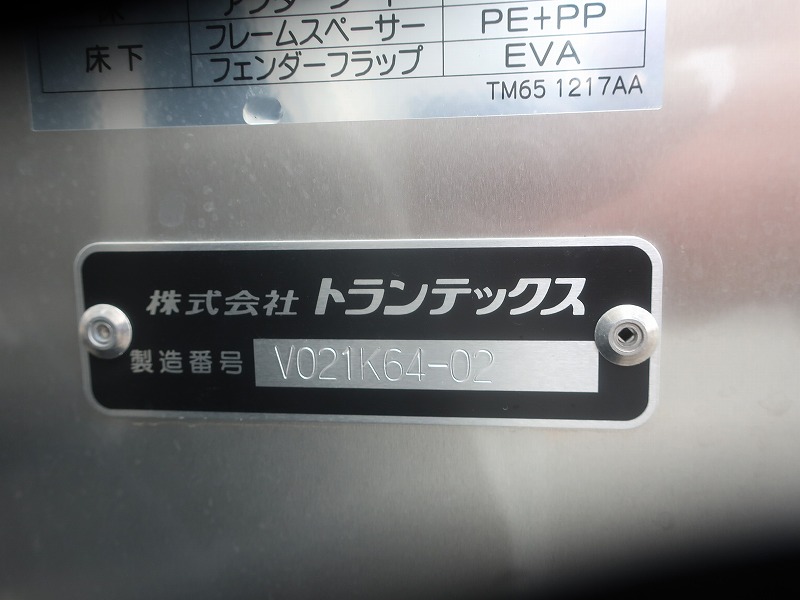 フレームスペーサー PE+PP
床下 フェンダーフラップ EVA
TM65 1217AA
株式会社 トランテックス
製造番号 V021K64-02